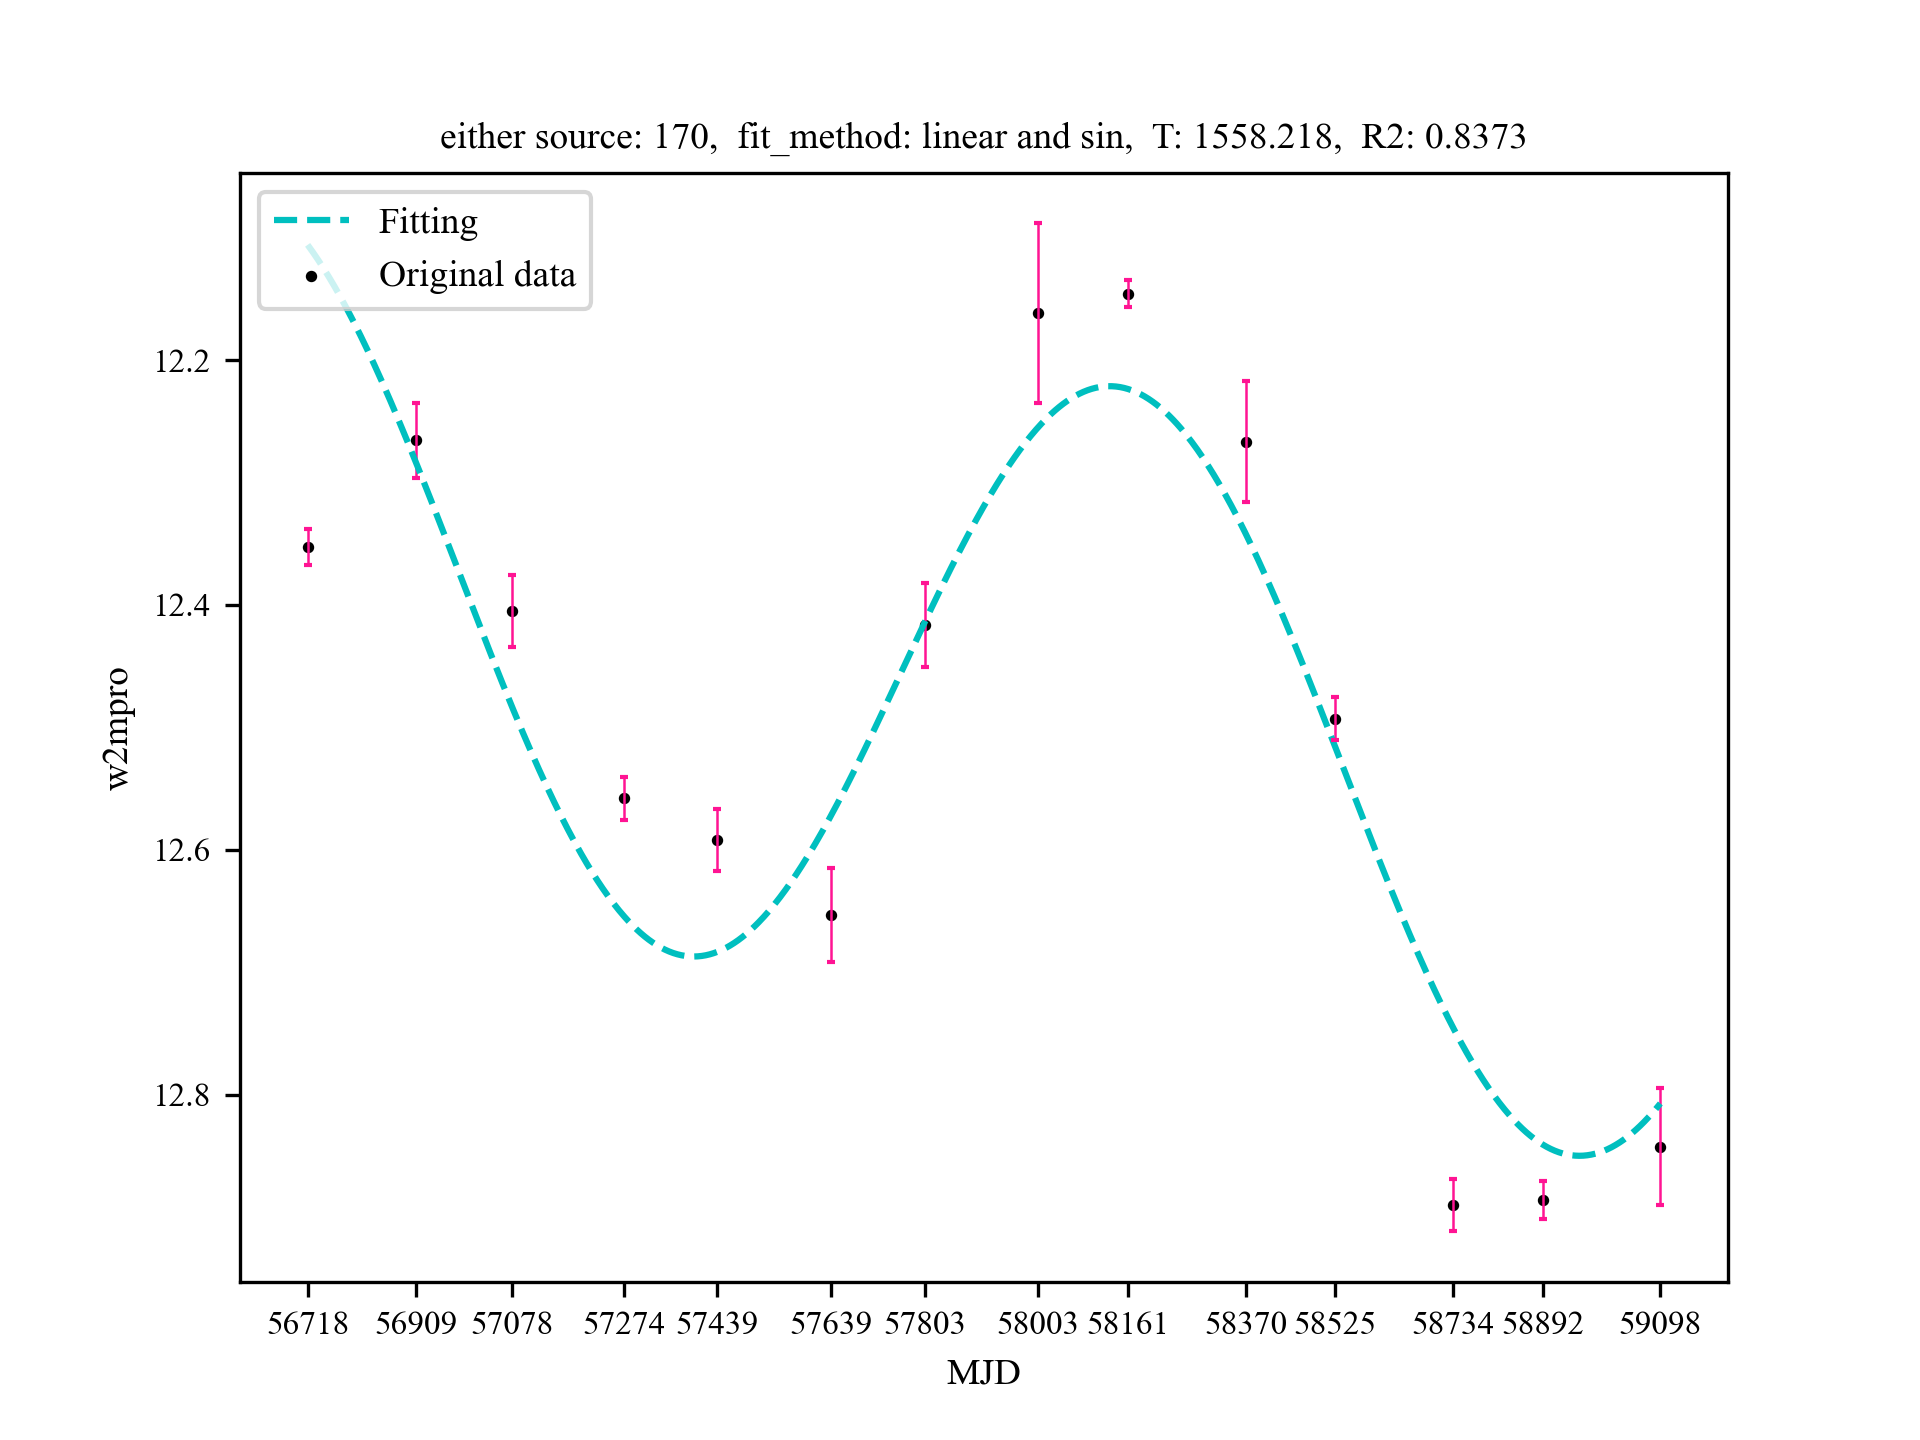 either source: 170,  fit_method: linear and sin,  T: 1558.218,  R2: 0.8373
Fitting
Original data
12.2
12.4
12.6
12.8
w2mpro
56718 56909 57078 57274 57439 57639 57803 58003 58161 58370 58525 58734 58892 59098
MJD